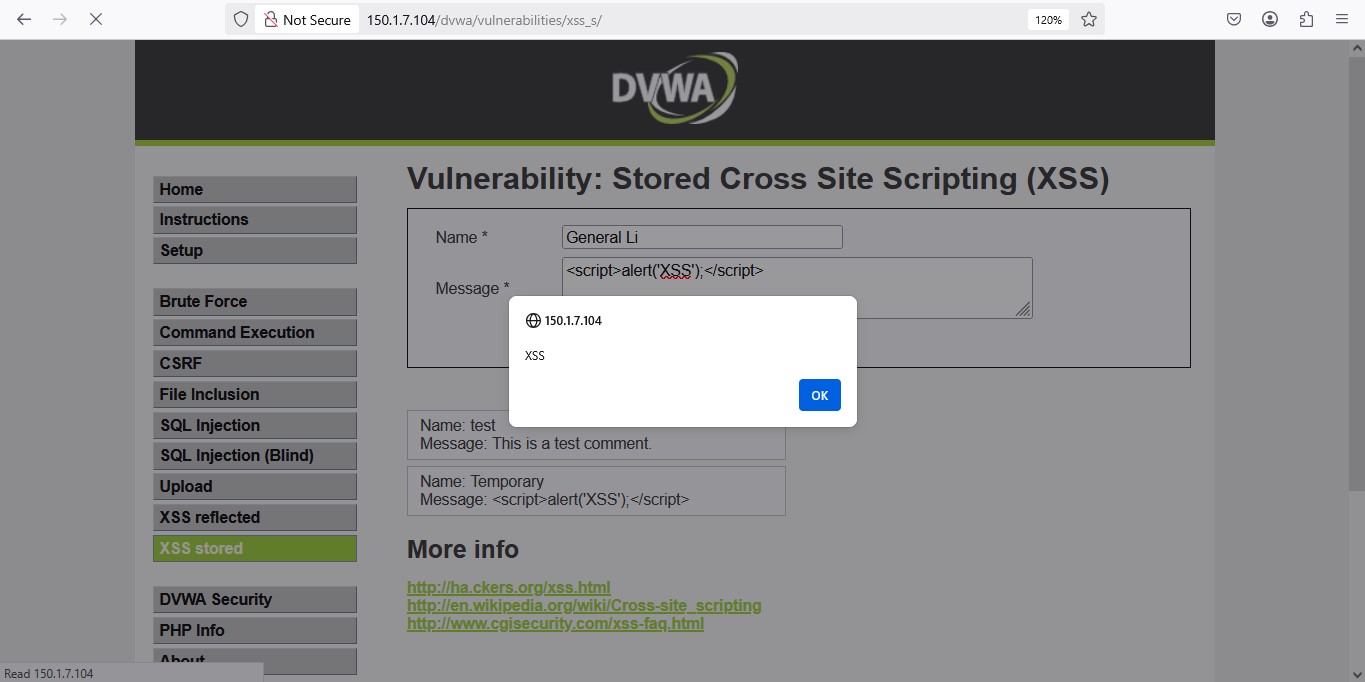 Not Secure 150.1.7.104/dvwa/vulnerabilities/xss_s/ 120%
DVWA
Home
Instructions
Setup
Brute Force
Command Execution
CSRF
File Inclusion
SQL Injection
SQL Injection (Blind)
Upload
XSS reflected
XSS stored
DVWA Security
PHP Info
About
Vulnerability: Stored Cross Site Scripting (XSS)
Name * General Li
Message * <script>alert('XSS');</script>
150.1.7.104
XSS
OK
Name: test
Message: This is a test comment.
Name: Temporary
Message: <script>alert('XSS');</script>
More info
http://ha.ckers.org/xss.html
http://en.wikipedia.org/wiki/Cross-site_scripting
http://www.cgisecurity.com/xss-faq.html
Read 150.1.7.104